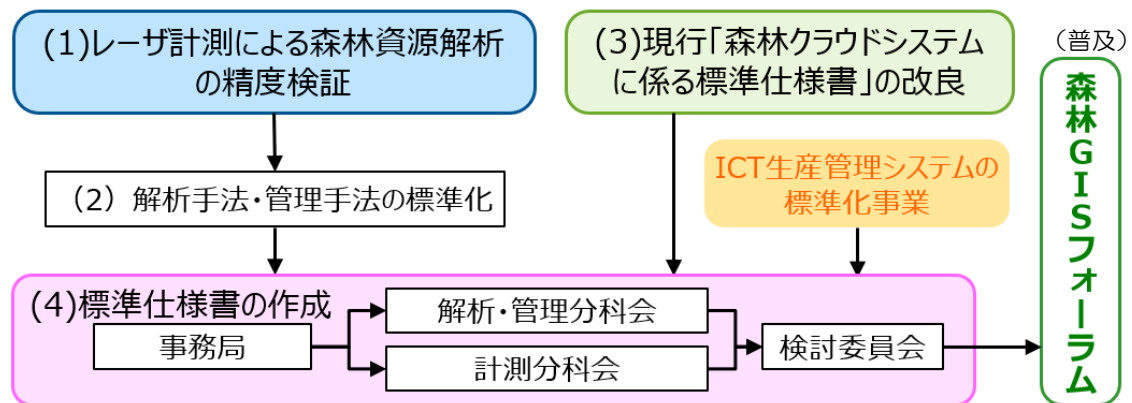 (1)レーザ計測による森林資源解析
の精度検証
(3)現行「森林クラウドシステム
に係る標準仕様書」の改良
（普及）
森林GISフォーラム
ICT生産管理システムの
標準化事業
（2）解析手法・管理手法の標準化
(4)標準仕様書の作成
事務局
解析・管理分科会
計測分科会
検討委員会